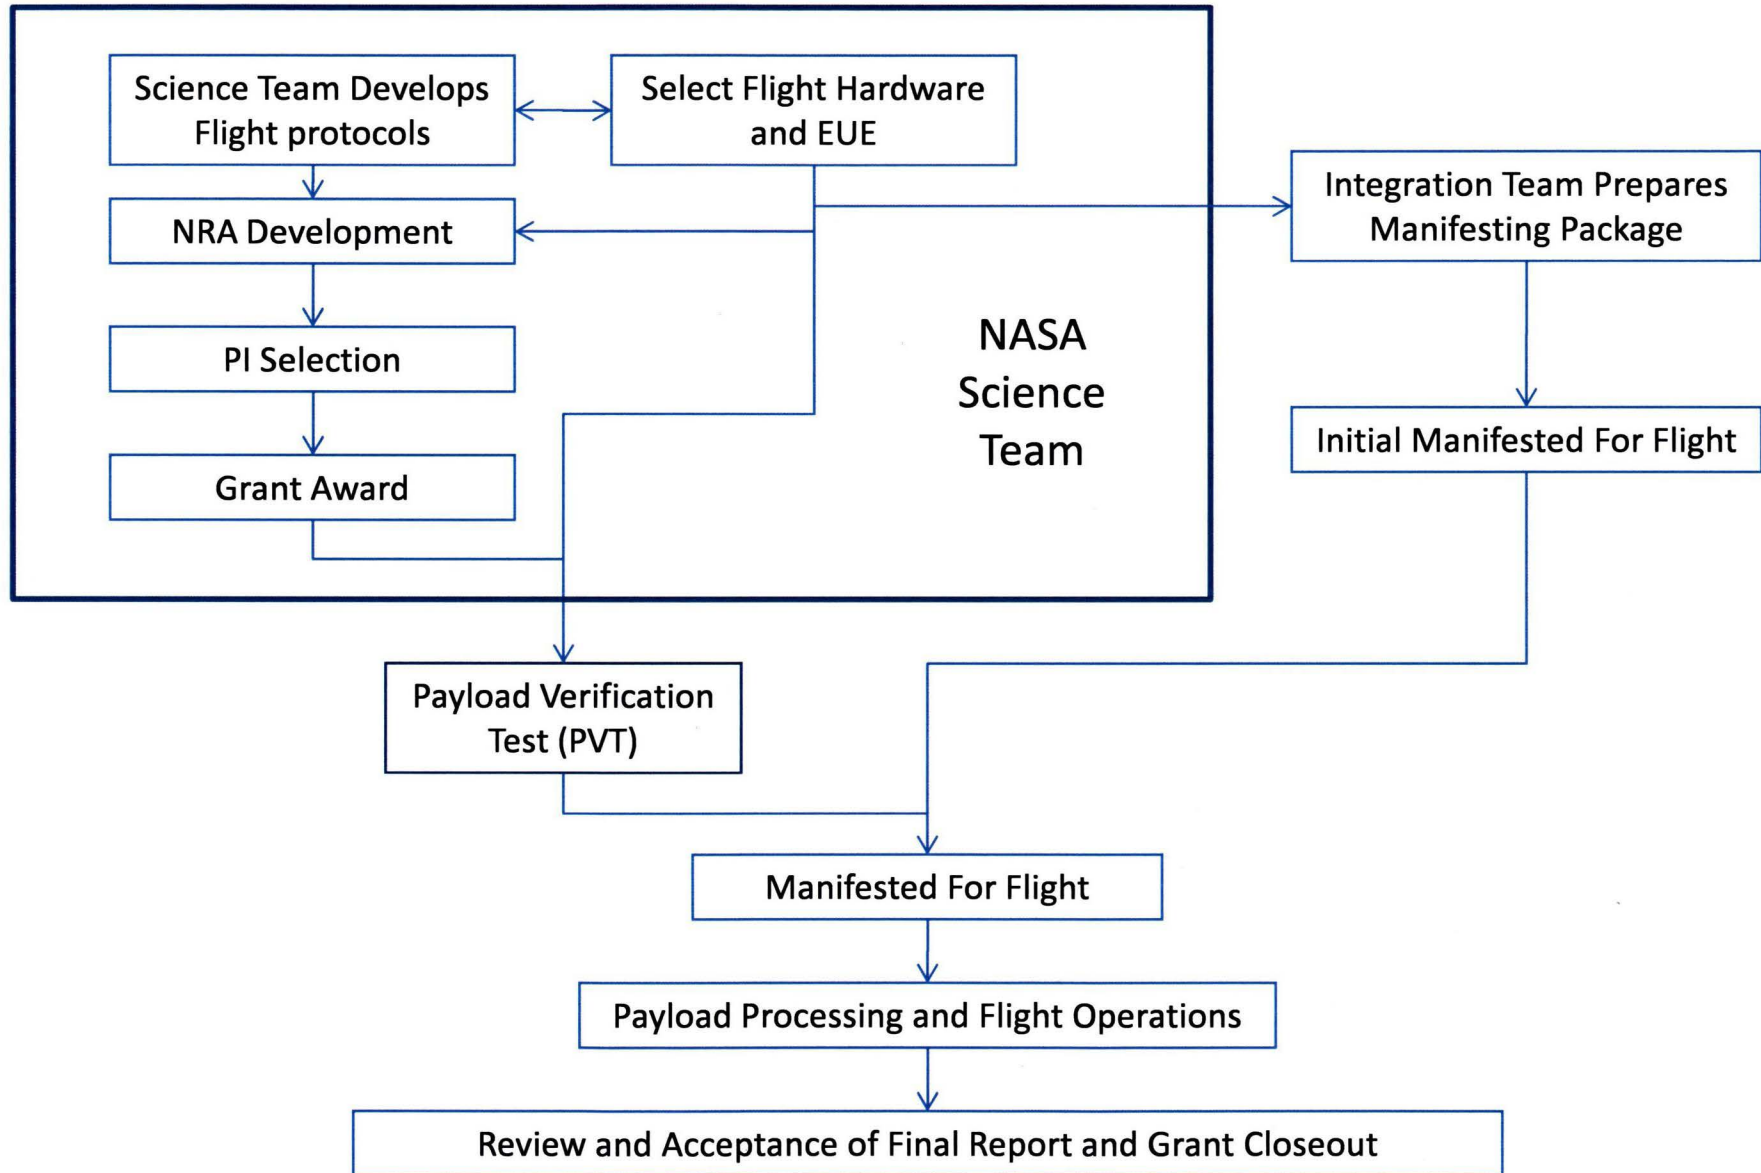 Science Team Develops
Flight protocols
Select Flight Hardware
and EUE
Integration Team Prepares
Manifesting Package
NRA Development
PI Selection
NASA
Science
Team
Initial Manifested For Flight
Grant Award
Payload Verification
Test (PVT)
Manifested For Flight
Payload Processing and Flight Operations
Review and Acceptance of Final Report and Grant Closeout